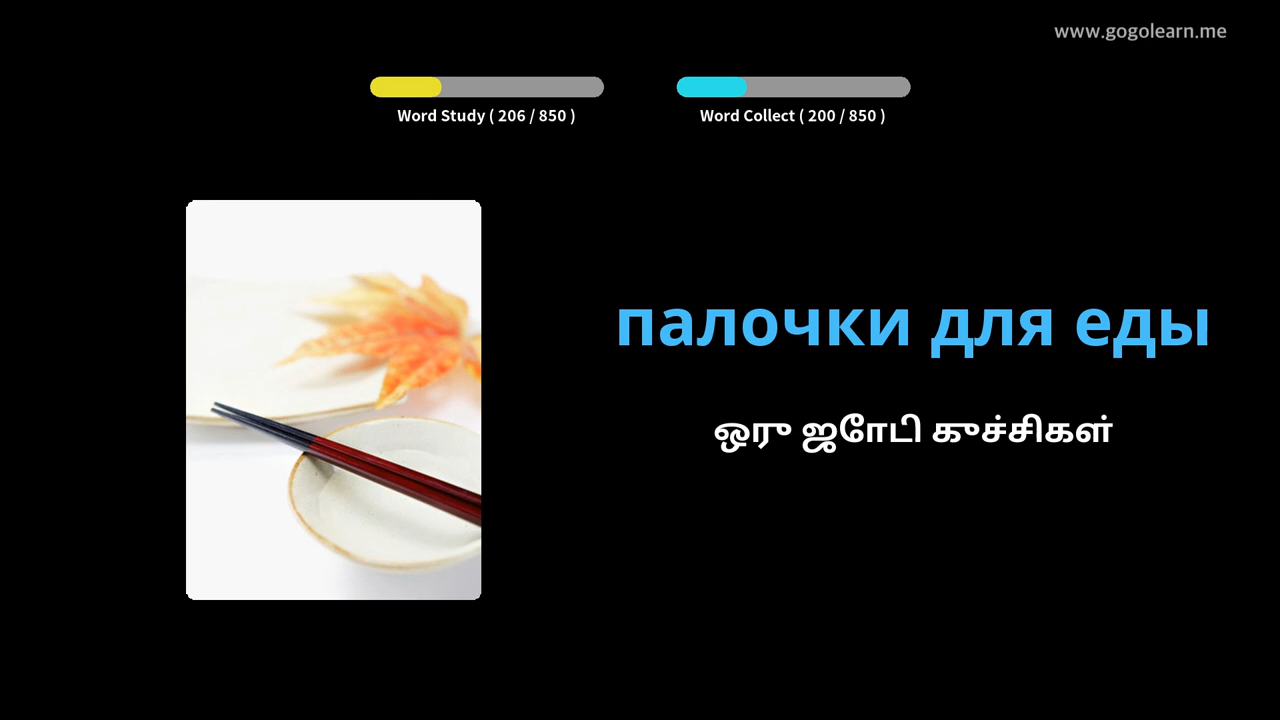 www.gogolearn.me
Word Study ( 206 / 850 )
Word Collect ( 200 / 850 )
палочки для еды
ஒரு ஜோடி குச்சிகள்